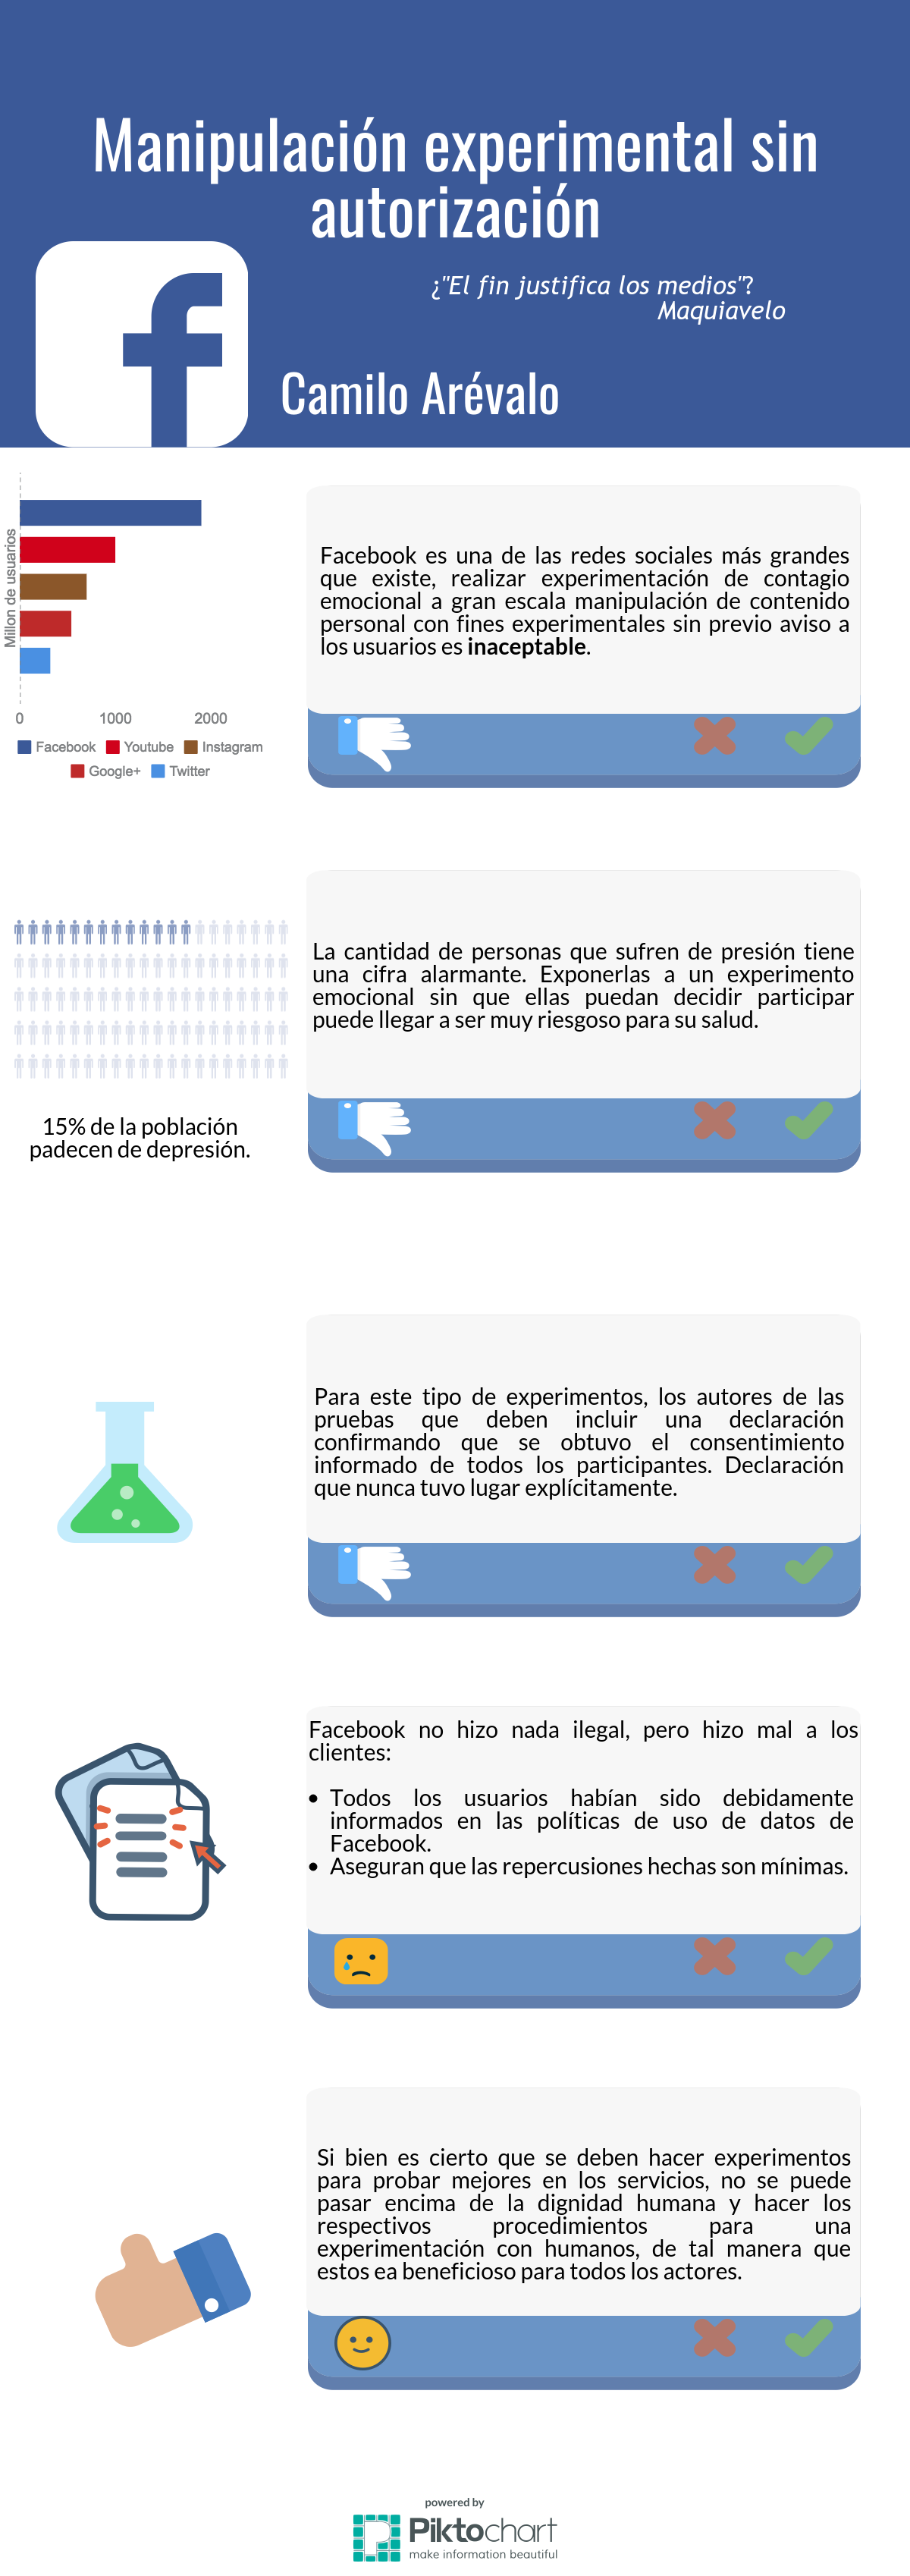 Manipulación experimental sin
autorización
¿"El fin justifica los medios"?
Maquiavelo
Camilo Arévalo
Millon de usuarios
0 1000 2000
Facebook Youtube Instagram
Google+ Twitter
Facebook es una de las redes sociales más grandes
que existe, realizar experimentación de contagio
emocional a gran escala manipulación de contenido
personal con fines experimentales sin previo aviso a
los usuarios es inaceptable.
La cantidad de personas que sufren de presión tiene
una cifra alarmante. Exponerlas a un experimento
emocional sin que ellas puedan decidir participar
puede llegar a ser muy riesgoso para su salud.
15% de la población
padecen de depresión.
Para este tipo de experimentos, los autores de las
pruebas que deben incluir una declaración
confirmando que se obtuvo el consentimiento
informado de todos los participantes. Declaración
que nunca tuvo lugar explícitamente.
Facebook no hizo nada ilegal, pero hizo mal a los
clientes:
• Todos los usuarios habían sido debidamente
informados en las políticas de uso de datos de
Facebook.
• Aseguran que las repercusiones hechas son mínimas.
Si bien es cierto que se deben hacer experimentos
para probar mejores en los servicios, no se puede
pasar encima de la dignidad humana y hacer los
respectivos procedimientos para una
experimentación con humanos, de tal manera que
estos ea beneficioso para todos los actores.
powered by
Piktochart
make information beautiful